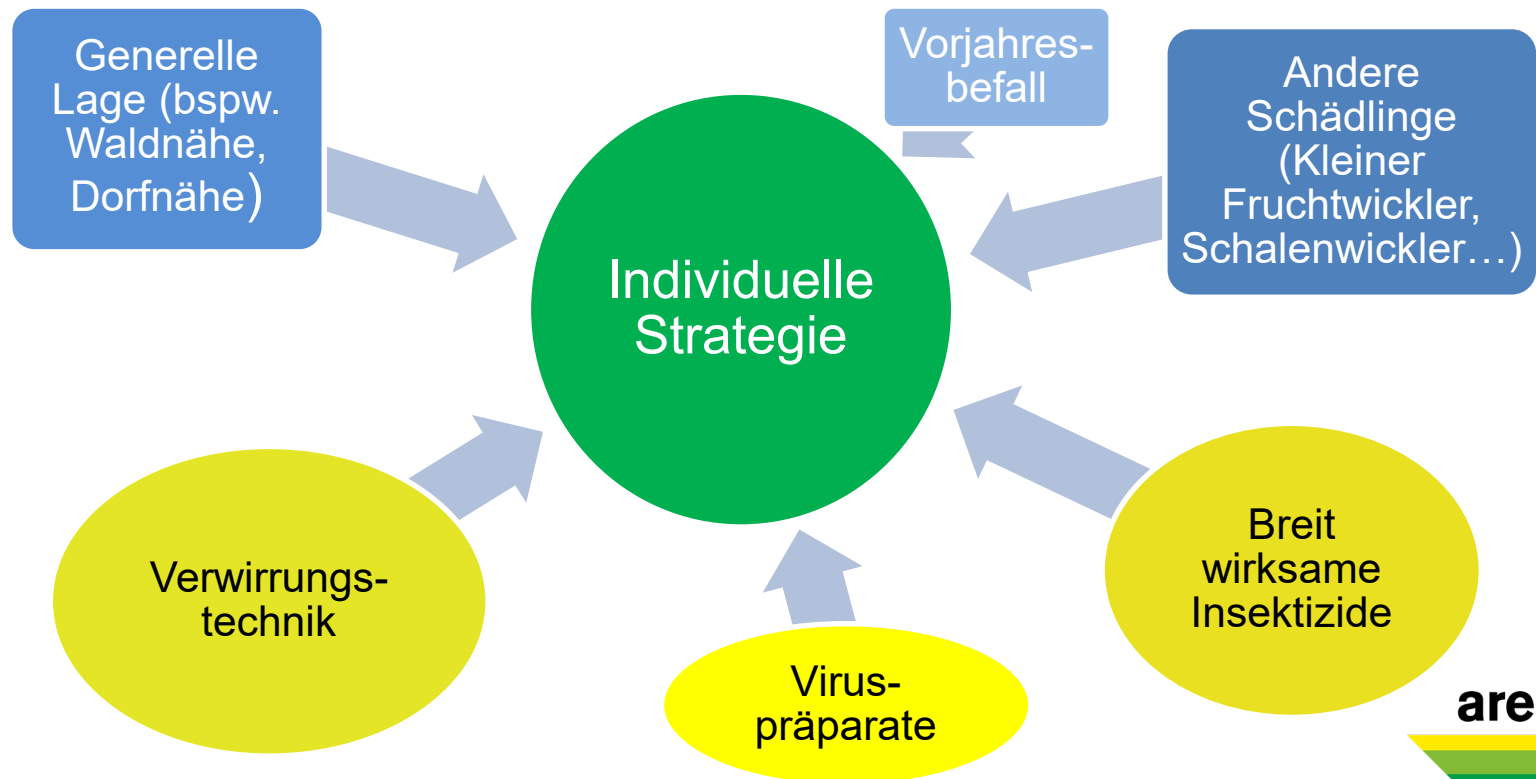 Generelle
Lage (bspw.
Waldnähe,
Dorfnähe)
Vorjahres-
befall
Andere
Schädlinge
(Kleiner
Fruchtwickler,
Schalenwickler…)
Individuelle
Strategie
Verwirrungs-
technik
Virus-
präparate
Breit
wirksame
Insektizide
are